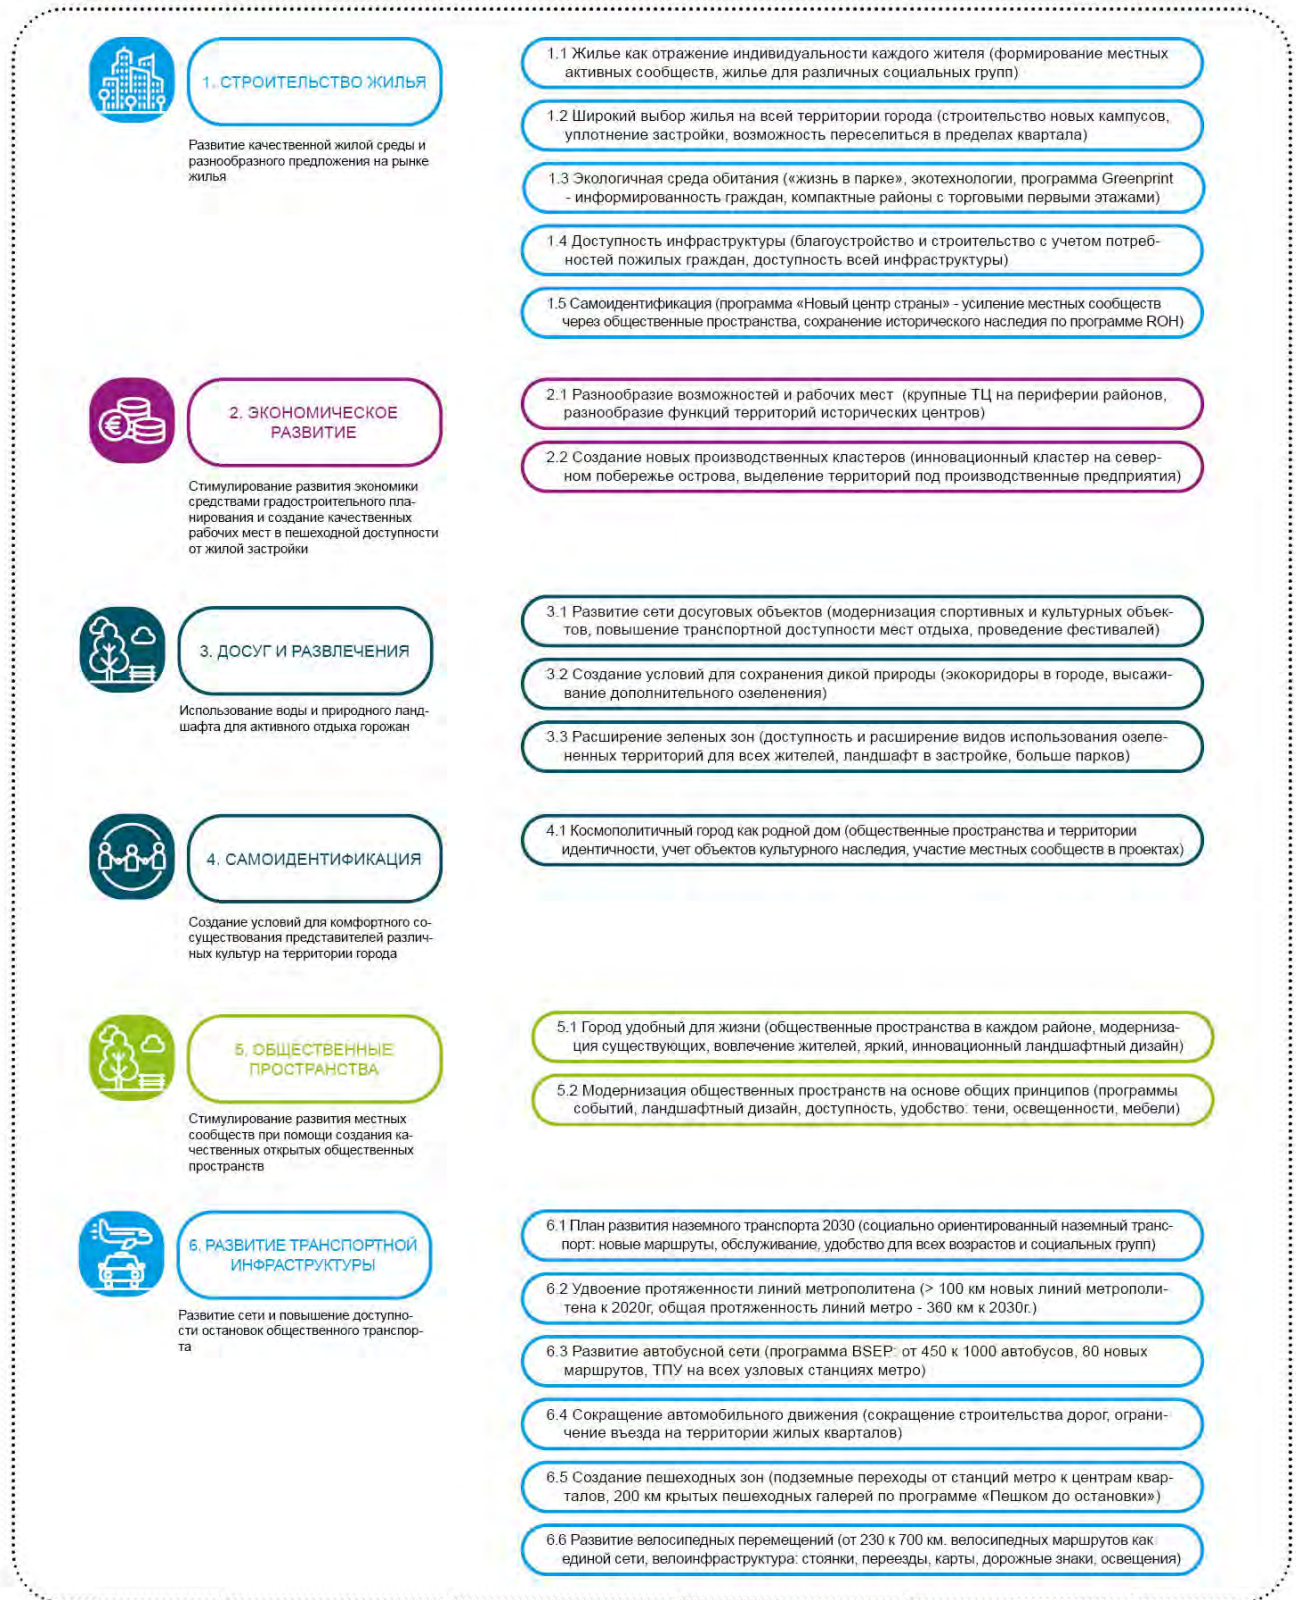 1. СТРОИТЕЛЬСТВО ЖИЛЬЯ
Развитие качественной жилой среды и
разнообразного предложения на рынке
жилья
1.1 Жилье как отражение индивидуальности каждого жителя (формирование местных
активных сообществ, жилье для различных социальных групп)
1.2 Широкий выбор жилья на всей территории города (строительство новых кампусов,
уплотнение застройки, возможность переселиться в пределах квартала)
1.3 Экологичная среда обитания («жизнь в парке», экотехнологии, программа Greenprint
- информированность граждан, компактные районы с торговыми первыми этажами)
1.4 Доступность инфраструктуры (благоустройство и строительство с учетом потреб-
ностей пожилых граждан, доступность всей инфраструктуры)
1.5 Самоидентификация (программа «Новый центр страны» - усиление местных сообществ
через общественные пространства, сохранение исторического наследия по программе ROH)
2. ЭКОНОМИЧЕСКОЕ
РАЗВИТИЕ
Стимулирование развития экономики
средствами градостроительного пла-
нирования и создание качественных
рабочих мест в пешеходной доступности
от жилой застройки
2.1 Разнообразие возможностей и рабочих мест (крупные ТЦ на периферии районов,
разнообразие функций территорий исторических центров)
2.2 Создание новых производственных кластеров (инновационный кластер на север-
ном побережье острова, выделение территорий под производственные предприятия)
3. ДОСУГ И РАЗВЛЕЧЕНИЯ
Использование воды и природного ланд-
шафта для активного отдыха горожан
3.1 Развитие сети досуговых объектов (модернизация спортивных и культурных объек-
тов, повышение транспортной доступности мест отдыха, проведение фестивалей)
3.2 Создание условий для сохранения дикой природы (экокоридоры в городе, высажи-
вание дополнительного озеленения)
3.3 Расширение зеленых зон (доступность и расширение видов использования озеле-
ненных территорий для всех жителей, ландшафт в застройке, больше парков)
4. САМОИДЕНТИФИКАЦИЯ
Создание условий для комфортного со-
существования представителей различ-
ных культур на территории города
4.1 Космополитичный город как родной дом (общественные пространства и территории
идентичности, учет объектов культурного наследия, участие местных сообществ в проектах)
5. ОБЩЕСТВЕННЫЕ
ПРОСТРАНСТВА
Стимулирование развития местных
сообществ при помощи создания ка-
чественных открытых общественных
пространств
5.1 Город удобный для жизни (общественные пространства в каждом районе, модерниза-
ция существующих, вовлечение жителей, яркий, инновационный ландшафтный дизайн)
5.2 Модернизация общественных пространств на основе общих принципов (программы
событий, ландшафтный дизайн, доступность, удобство: тени, освещенности, мебели)
6. РАЗВИТИЕ ТРАНСПОРТНОЙ
ИНФРАСТРУКТУРЫ
Развитие сети и повышение доступно-
сти остановок общественного транспор-
та
6.1 План развития наземного транспорта 2030 (социально ориентированный наземный транс-
порт: новые маршруты, обслуживание, удобство для всех возрастов и социальных групп)
6.2 Удвоение протяженности линий метрополитена (> 100 км новых линий метрополи-
тена к 2020г, общая протяженность линий метро - 360 км к 2030г.)
6.3 Развитие автобусной сети (программа BSEP: от 450 к 1000 автобусов, 80 новых
маршрутов, ТПУ на всех узловых станциях метро)
6.4 Сокращение автомобильного движения (сокращение строительства дорог, ограни-
чение въезда на территории жилых кварталов)
6.5 Создание пешеходных зон (подземные переходы от станций метро к центрам квар-
талов, 200 км крытых пешеходных галерей по программе «Пешком до остановки»)
6.6 Развитие велосипедных перемещений (от 230 к 700 км. велосипедных маршрутов как
единой сети, велоинфраструктура: стоянки, переезды, карты, дорожные знаки, освещения)